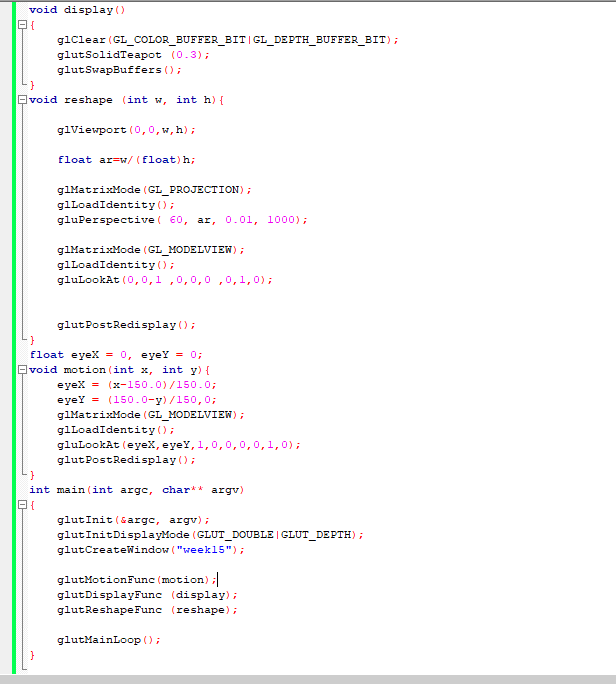 void display()
{
glClear(GL_COLOR_BUFFER_BIT|GL_DEPTH_BUFFER_BIT);
glutSolidTeapot (0.3);
glutSwapBuffers();
}
void reshape (int w, int h){
glViewport(0,0,w,h);
float ar=w/(float)h;
glMatrixMode(GL_PROJECTION);
glLoadIdentity();
gluPerspective( 60, ar, 0.01, 1000);
glMatrixMode(GL_MODELVIEW);
glLoadIdentity();
gluLookAt(0,0,1 ,0,0,0 ,0,1,0);
glutPostRedisplay();
}
float eyeX = 0, eyeY = 0;
void motion(int x, int y){
eyeX = (x-150.0)/150.0;
eyeY = (150.0-y)/150,0;
glMatrixMode(GL_MODELVIEW);
glLoadIdentity();
gluLookAt(eyeX,eyeY,1,0,0,0,0,1,0);
glutPostRedisplay();
}
int main(int argc, char** argv)
{
glutInit(&argc, argv);
glutInitDisplayMode(GLUT_DOUBLE|GLUT_DEPTH);
glutCreateWindow("week15");
glutMotionFunc(motion);
glutDisplayFunc (display);
glutReshapeFunc (reshape);
glutMainLoop();
}